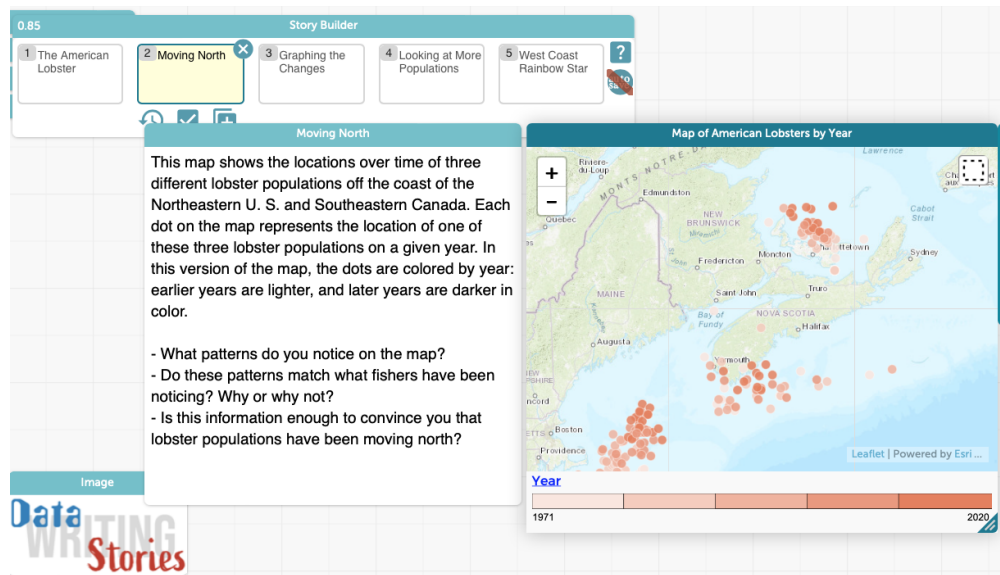 0.85
Story Builder
1 The American
Lobster
2 Moving North
3 Graphing the
Changes
4 Looking at More
Populations
5 West Coast
Rainbow Star
?
Moving North
This map shows the locations over time of three
different lobster populations off the coast of the
Northeastern U. S. and Southeastern Canada. Each
dot on the map represents the location of one of
these three lobster populations on a given year. In
this version of the map, the dots are colored by year:
earlier years are lighter, and later years are darker in
color.
- What patterns do you notice on the map?
- Do these patterns match what fishers have been
noticing? Why or why not?
- Is this information enough to convince you that
lobster populations have been moving north?
Map of American Lobsters by Year
+
−
Lawrence
Rivière-
du-Loup
MONTS NOTRE-D
Edmundston
Quebec
NEW
BRUNSWICK
Cabot
Strait
Moncton
Sydney
Fredericton
MAINE
Saint John
Truro
Bay of
Fundy
NOVA SCOTIA
Halifax
Augusta
Yarmouth
Boston
Providence
Leaflet | Powered by Esri ...
Year
1971
2020
Image
Data
WRITING
Stories